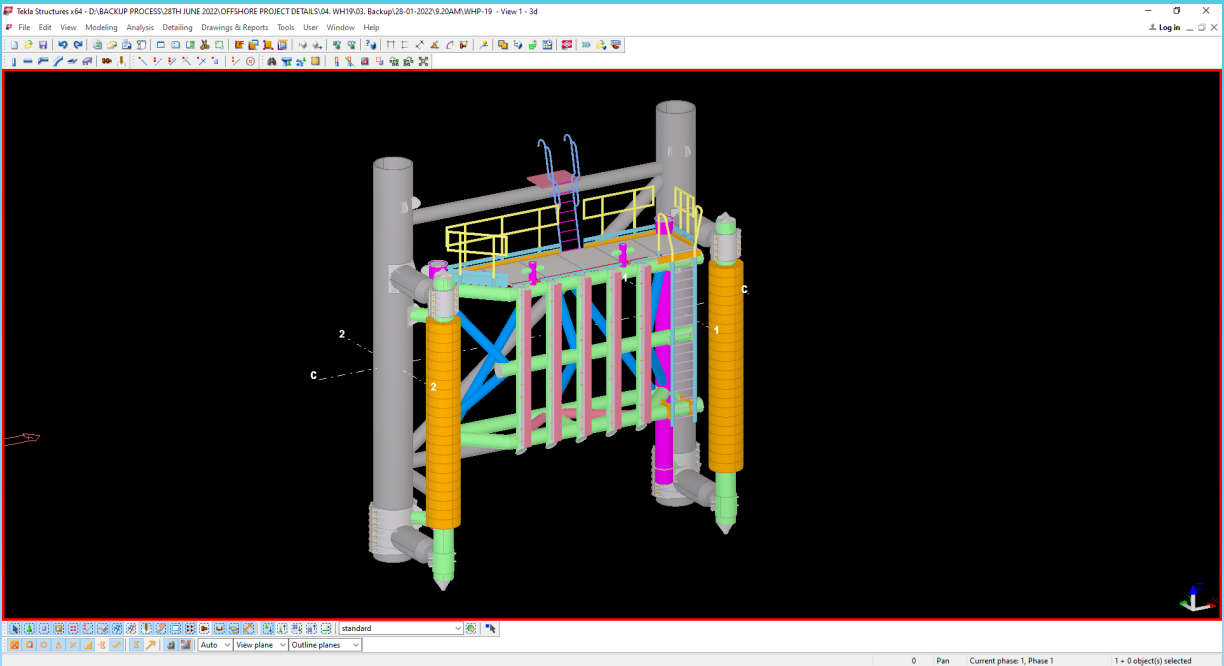 Tekla Structures x64 - D:\BACKUP PROCESS\28TH JUNE 2022\OFFSHORE PROJECT DETAILS\04. WH19\03. Backup\28-01-2022\9.20AM\WHP-19 - View 1 - 3d
File Edit View Modeling Analysis Detailing Drawings & Reports Tools User Window Help
Log in
C
1
1
2
C
2
standard
Auto View plane Outline planes
0 Pan Current phase: 1, Phase 1 1 + 0 object(s) selected